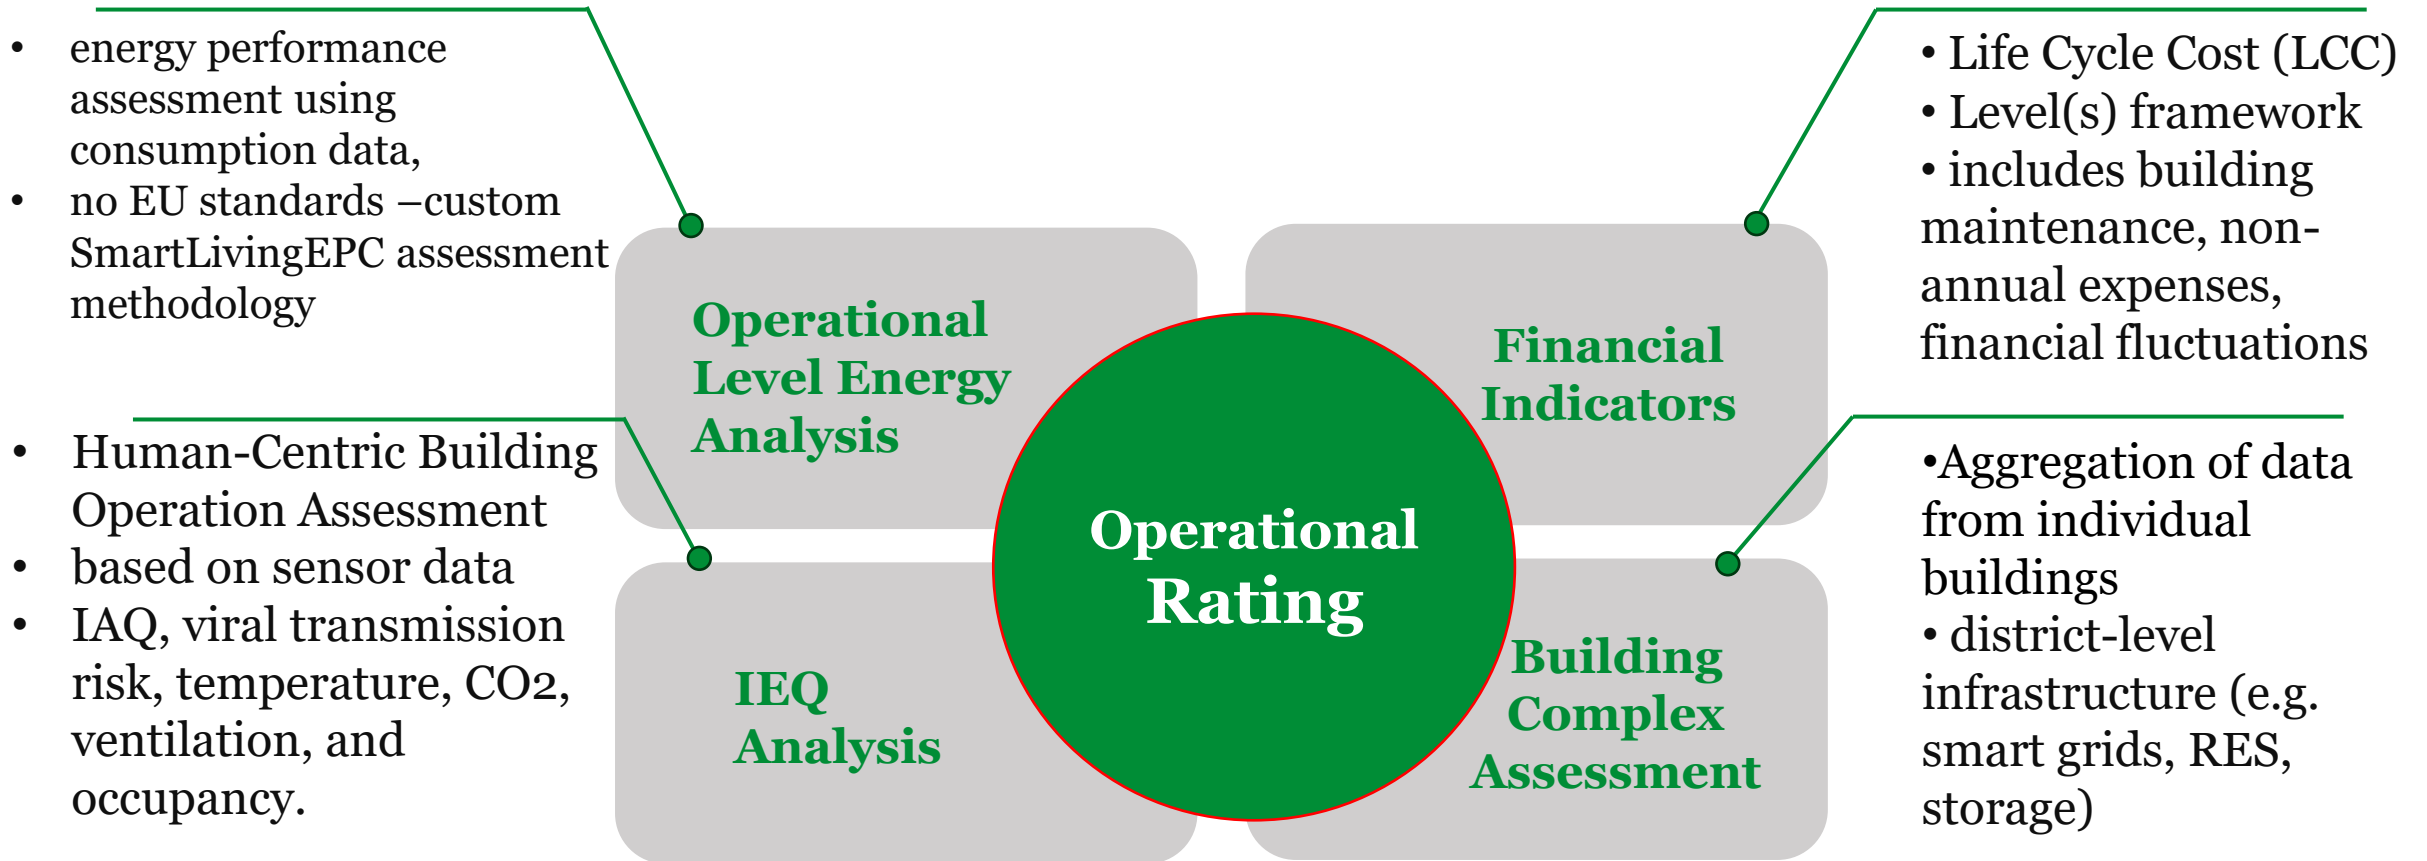 • energy performance
assessment using
consumption data,
• no EU standards –custom
SmartLivingEPC assessment
methodology
• Human-Centric Building
Operation Assessment
• based on sensor data
• IAQ, viral transmission
risk, temperature, CO2,
ventilation, and
occupancy.
Operational
Level Energy
Analysis
IEQ
Analysis
Operational
Rating
Financial
Indicators
Building
Complex
Assessment
• Life Cycle Cost (LCC)
• Level(s) framework
• includes building
maintenance, non-
annual expenses,
financial fluctuations
•Aggregation of data
from individual
buildings
• district-level
infrastructure (e.g.
smart grids, RES,
storage)